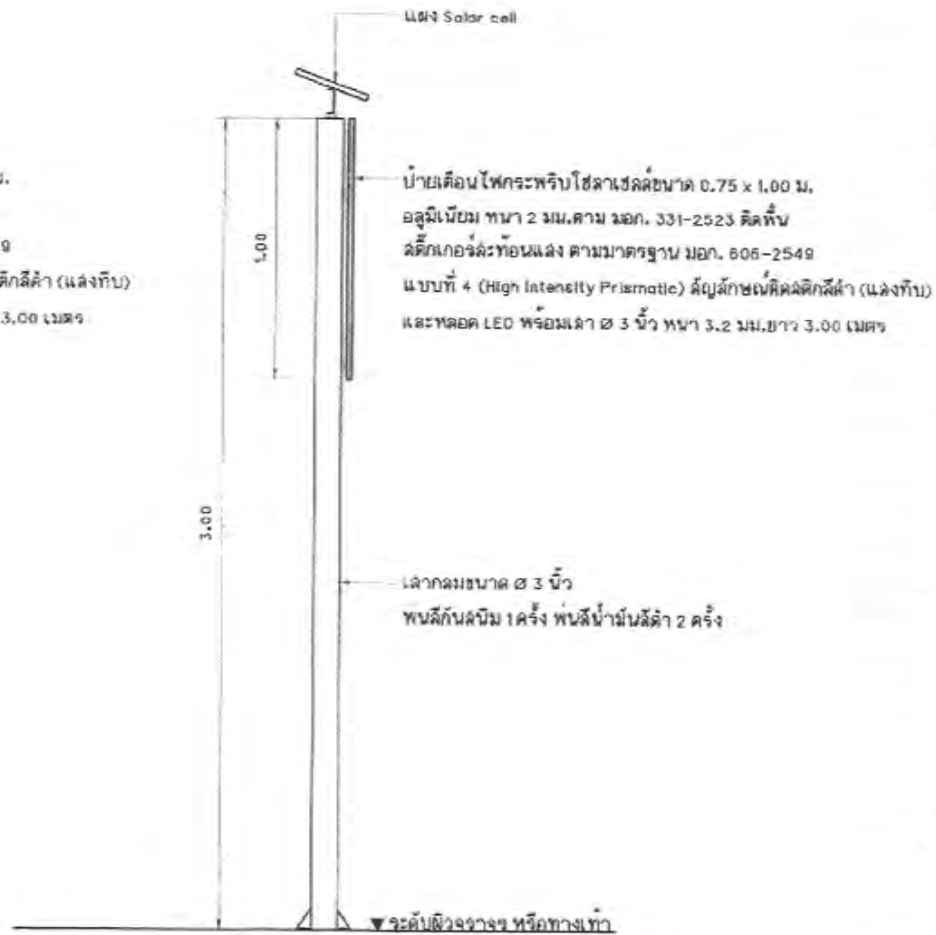 แผง Solar cell
ป้ายเตือนไฟกระพริบโซลาเซลล์ขนาด 0.75 x 1.00 ม.
อลูมิเนียม หนา 2 มม.ตาม มอก. 331-2523 ติดพื้น
สติ๊กเกอร์สะท้อนแสง ตามมาตรฐาน มอก. 606-2549
แบบที่ 4 (High Intensity Prismatic) สัญลักษณ์ติดสติกสีดำ (แสงทึบ)
และหลอด LED พร้อมเสา Ø 3 นิ้ว หนา 3.2 มม.ยาว 3.00 เมตร
ม.
9
ติกสีดำ (แสงทึบ)
3.00 เมตร
1.00
3.00
เสากลมขนาด Ø 3 นิ้ว
พ่นสีกันสนิม 1 ครั้ง พ่นสีน้ำมันสีดำ 2 ครั้ง
ระดับผิวจราจร หรือทางเท้า